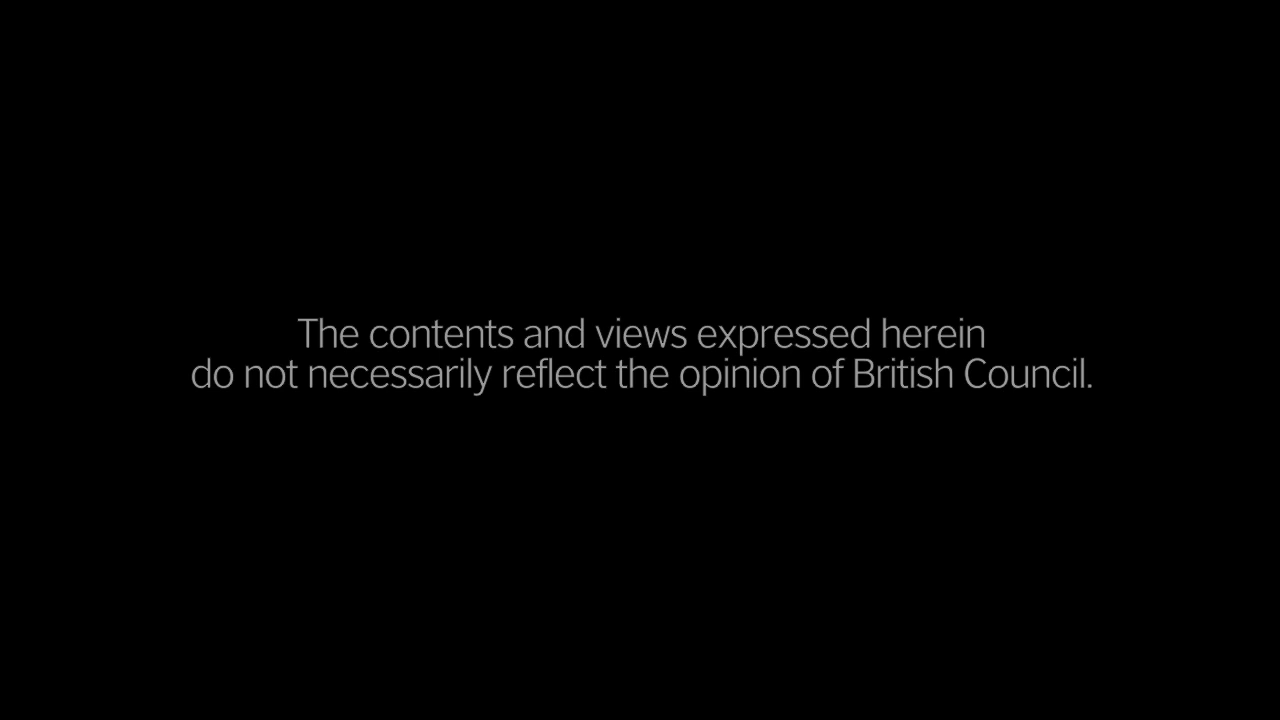 The contents and views expressed herein
do not necessarily reflect the opinion of British Council.